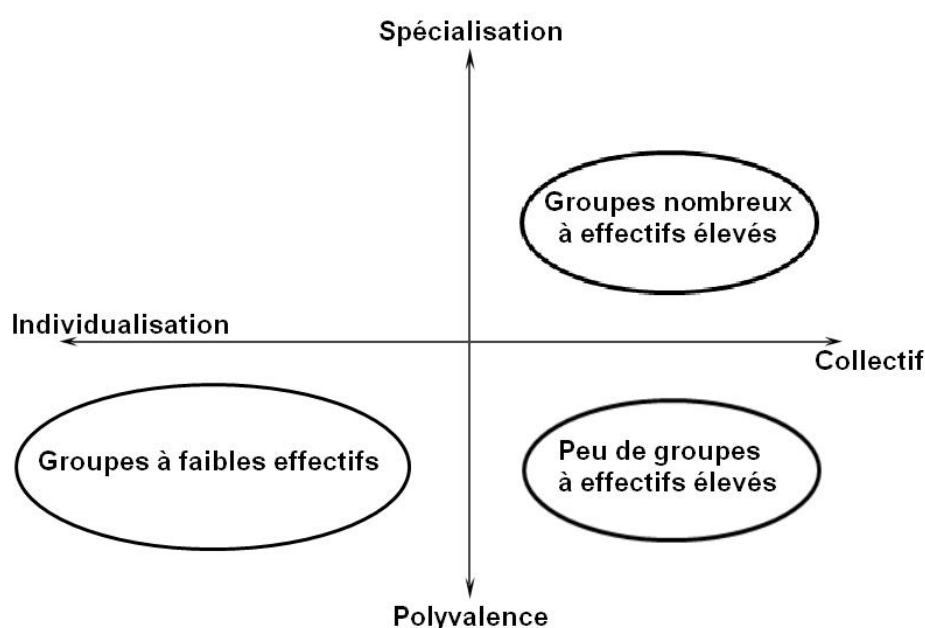 Spécialisation
Groupes nombreux
à effectifs élevés
Individualisation
Collectif
Groupes à faibles effectifs
Peu de groupes
à effectifs élevés
Polyvalence